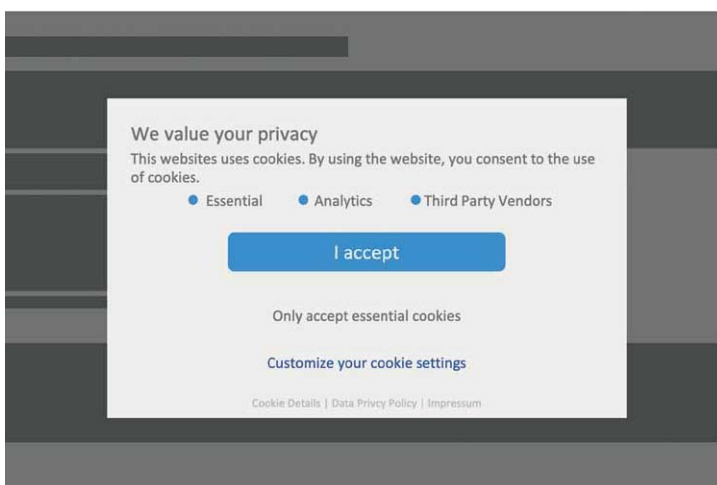 We value your privacy
This websites uses cookies. By using the website, you consent to the use
of cookies.
Essential Analytics Third Party Vendors
I accept
Only accept essential cookies
Customize your cookie settings
Cookie Details | Data Privcy Policy | Impressum